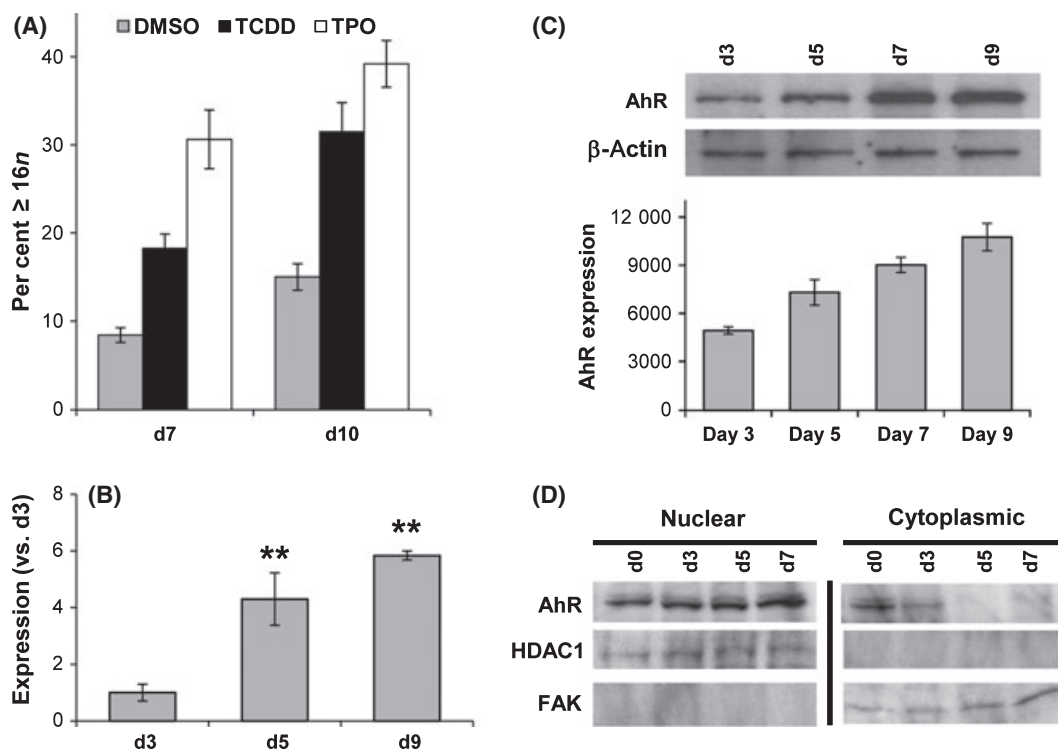 (A)
DMSO TCDD TPO
Per cent ≥ 16n
40
30
20
10
0
d7 d10
(B)
Expression (vs. d3)
8
6
4
2
0
** **
d3 d5 d9
(C)
d3 d5 d7 d9
AhR
β-Actin
AhR expression
12 000
9000
6000
3000
0
Day 3 Day 5 Day 7 Day 9
(D)
Nuclear Cytoplasmic
d0 d3 d5 d7 d0 d3 d5 d7
AhR
HDAC1
FAK